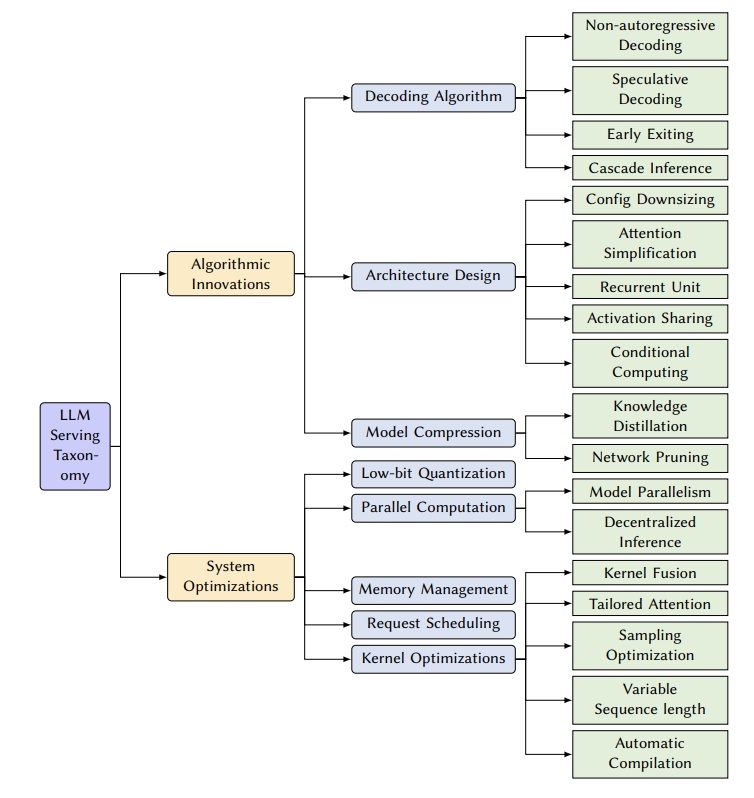 LLM
Serving
Taxon-
omy
Algorithmic
Innovations
Decoding Algorithm
Non-autoregressive
Decoding
Speculative
Decoding
Early Exiting
Cascade Inference
Architecture Design
Config Downsizing
Attention
Simplification
Recurrent Unit
Activation Sharing
Conditional
Computing
Model Compression
Knowledge
Distillation
Network Pruning
System
Optimizations
Low-bit Quantization
Parallel Computation
Model Parallelism
Decentralized
Inference
Memory Management
Request Scheduling
Kernel Optimizations
Kernel Fusion
Tailored Attention
Sampling
Optimization
Variable
Sequence length
Automatic
Compilation